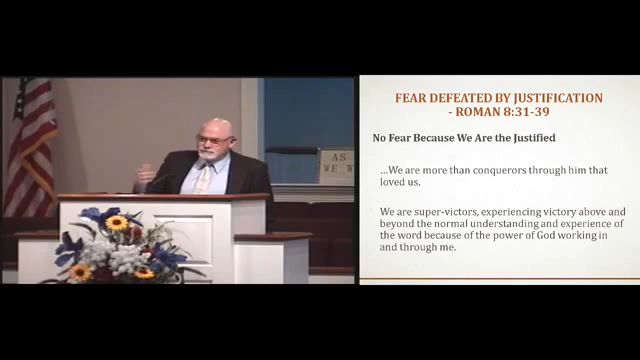 AS
WE W
FEAR DEFEATED BY JUSTIFICATION
- ROMAN 8:31-39
No Fear Because We Are the Justified
…We are more than conquerors through him that
loved us.
We are super-victors, experiencing victory above and
beyond the normal understanding and experience of
the word because of the power of God working in
and through me.